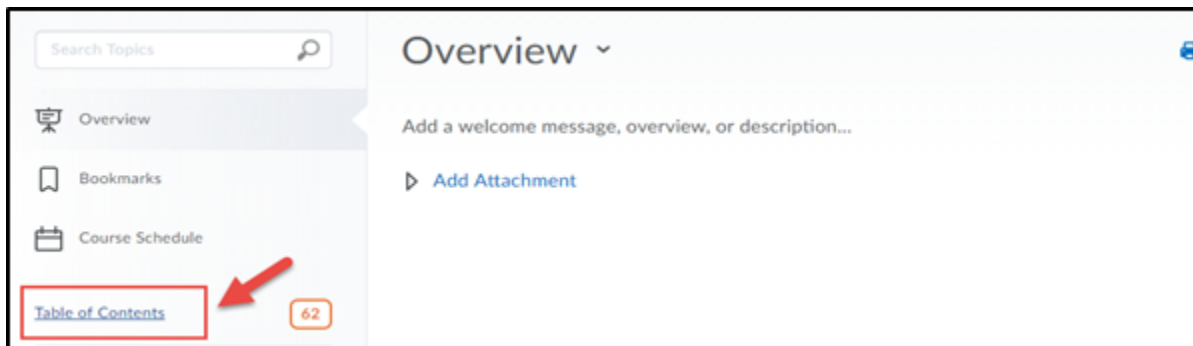 Search Topics
Overview
Bookmarks
Course Schedule
Table of Contents
62
Overview
Add a welcome message, overview, or description...
Add Attachment